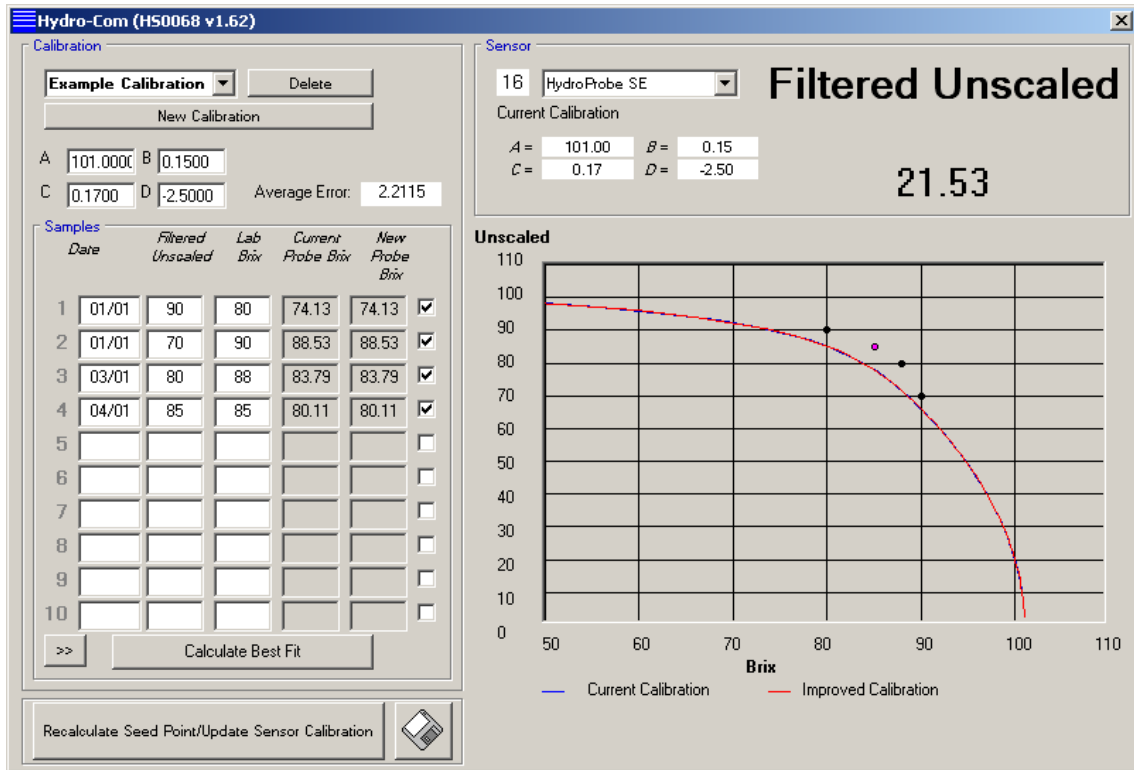 Hydro-Com (HS0068 v1.62)
Calibration
Example Calibration
Delete
New Calibration
A 101.0000 B 0.1500
C 0.1700 D -2.5000 Average Error: 2.2115
Samples
Date Filtered Unscaled Lab Brix Current Probe Brix New Probe Brix
1 01/01 90 80 74.13 74.13
2 01/01 70 90 88.53 88.53
3 03/01 80 88 83.79 83.79
4 04/01 85 85 80.11 80.11
5
6
7
8
9
10
>> Calculate Best Fit
Recalculate Seed Point/Update Sensor Calibration
Sensor
16 HydroProbe SE
Filtered Unscaled
Current Calibration
A = 101.00 B = 0.15
C = 0.17 D = -2.50
21.53
Unscaled
110
100
90
80
70
60
50
40
30
20
10
0
50 60 70 80 90 100 110
Brix
Current Calibration Improved Calibration